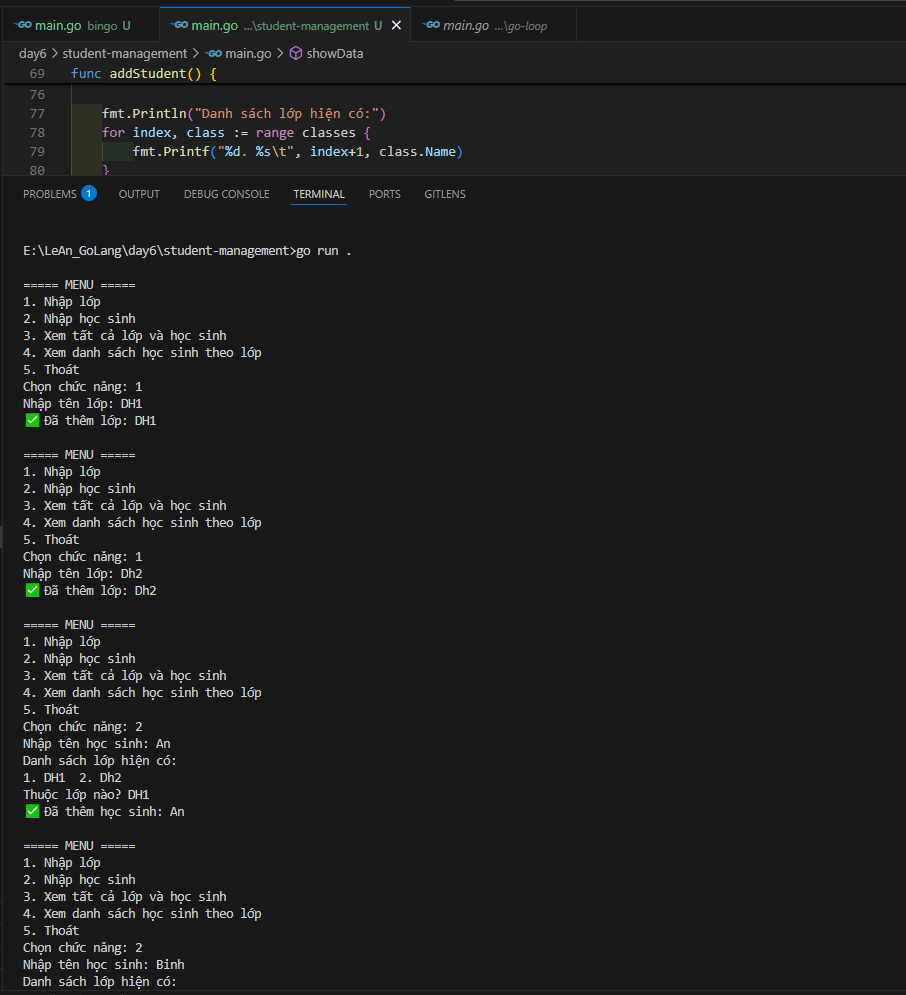 main.go bingo U main.go ...\student-management U main.go ...\go-loop
day6 > student-management > main.go > showData
69 func addStudent() {
76
77 fmt.Println("Danh sách lớp hiện có:")
78 for index, class := range classes {
79 fmt.Printf("%d. %s\t", index+1, class.Name)
80 }
PROBLEMS 1 OUTPUT DEBUG CONSOLE TERMINAL PORTS GITLENS
E:\LeAn_GoLang\day6\student-management>go run .
===== MENU =====
1. Nhập lớp
2. Nhập học sinh
3. Xem tất cả lớp và học sinh
4. Xem danh sách học sinh theo lớp
5. Thoát
Chọn chức năng: 1
Nhập tên lớp: DH1
✅ Đã thêm lớp: DH1
===== MENU =====
1. Nhập lớp
2. Nhập học sinh
3. Xem tất cả lớp và học sinh
4. Xem danh sách học sinh theo lớp
5. Thoát
Chọn chức năng: 1
Nhập tên lớp: Dh2
✅ Đã thêm lớp: Dh2
===== MENU =====
1. Nhập lớp
2. Nhập học sinh
3. Xem tất cả lớp và học sinh
4. Xem danh sách học sinh theo lớp
5. Thoát
Chọn chức năng: 2
Nhập tên học sinh: An
Danh sách lớp hiện có:
1. DH1 2. Dh2
Thuộc lớp nào? DH1
✅ Đã thêm học sinh: An
===== MENU =====
1. Nhập lớp
2. Nhập học sinh
3. Xem tất cả lớp và học sinh
4. Xem danh sách học sinh theo lớp
5. Thoát
Chọn chức năng: 2
Nhập tên học sinh: Binh
Danh sách lớp hiện có: